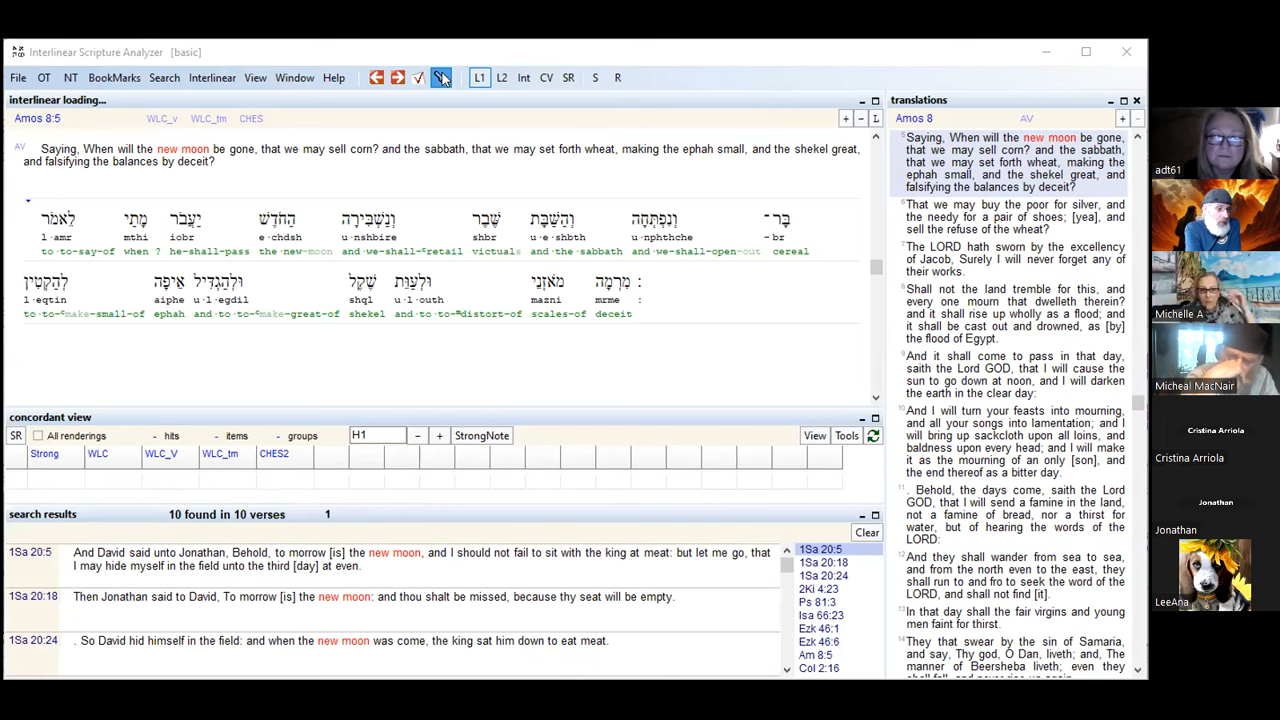 Interlinear Scripture Analyzer [basic]
File OT NT BookMarks Search Interlinear View Window Help L1 L2 Int CV SR S R
interlinear loading...
Amos 8:5 WLC_v WLC_tm CHES
AV Saying, When will the new moon be gone, that we may sell corn? and the sabbath, that we may set forth wheat, making the ephah small, and the shekel great,
and falsifying the balances by deceit?
לֵאמֹר מָתַי יַעֲבֹר הַחֹדֶשׁ וְנַשְׁבִּירָה שֶּׁבֶר וְהַשַּׁבָּת וְנִפְתְּחָה בָּר־
l·amr mthi iobr e·chdsh u·nshbire shbr u·e·shbth u·nphthche br -
to·to-say-of when ? he-shall-pass the·new-moon and·we-shall-retail victuals and·the·sabbath and·we-shall-open-out cereal
לְהַקְטִין אֵיפָה וּלְהַגְדִּיל שֶׁקֶל וּלְעַוֵּת מֹאזְנֵי מִרְמָה :
l·eqtin aiphe u·l·egdil shql u·l·outh mazni mrme :
to·to-make-small-of ephah and·to·to-make-great-of shekel and·to·to-distort-of scales-of deceit
concordant view
SR All renderings - hits - items - groups H1 − + StrongNote View Tools
Strong WLC WLC_V WLC_tm CHES2
search results 10 found in 10 verses 1
Clear
1Sa 20:5 And David said unto Jonathan, Behold, to morrow [is] the new moon, and I should not fail to sit with the king at meat: but let me go, that
I may hide myself in the field unto the third [day] at even.
1Sa 20:18 Then Jonathan said to David, To morrow [is] the new moon: and thou shalt be missed, because thy seat will be empty.
1Sa 20:24 . So David hid himself in the field: and when the new moon was come, the king sat him down to eat meat.
1Sa 20:5
1Sa 20:18
1Sa 20:24
2Ki 4:23
Ps 81:3
Isa 66:23
Ezk 46:1
Ezk 46:6
Am 8:5
Col 2:16
translations
Amos 8 AV
5 Saying, When will the new moon be gone,
that we may sell corn? and the sabbath,
that we may set forth wheat, making the
ephah small, and the shekel great, and
falsifying the balances by deceit?
6 That we may buy the poor for silver, and
the needy for a pair of shoes; [yea], and
sell the refuse of the wheat?
7 The LORD hath sworn by the excellency
of Jacob, Surely I will never forget any of
their works.
8 Shall not the land tremble for this, and
every one mourn that dwelleth therein?
and it shall rise up wholly as a flood; and
it shall be cast out and drowned, as [by]
the flood of Egypt.
9 And it shall come to pass in that day,
saith the Lord GOD, that I will cause the
sun to go down at noon, and I will darken
the earth in the clear day:
10 And I will turn your feasts into mourning,
and all your songs into lamentation; and I
will bring up sackcloth upon all loins, and
baldness upon every head; and I will make
it as the mourning of an only [son], and
the end thereof as a bitter day.
11 . Behold, the days come, saith the Lord
GOD, that I will send a famine in the land,
not a famine of bread, nor a thirst for
water, but of hearing the words of the
LORD:
12 And they shall wander from sea to sea,
and from the north even to the east, they
shall run to and fro to seek the word of the
LORD, and shall not find [it].
13 In that day shall the fair virgins and young
men faint for thirst.
14 They that swear by the sin of Samaria,
and say, Thy god, O Dan, liveth; and, The
manner of Beersheba liveth; even they
shall fall, and never rise up again.
adt61
Michelle A
Micheal MacNair
Cristina Arriola
Cristina Arriola
Jonathan
Jonathan
LeeAna